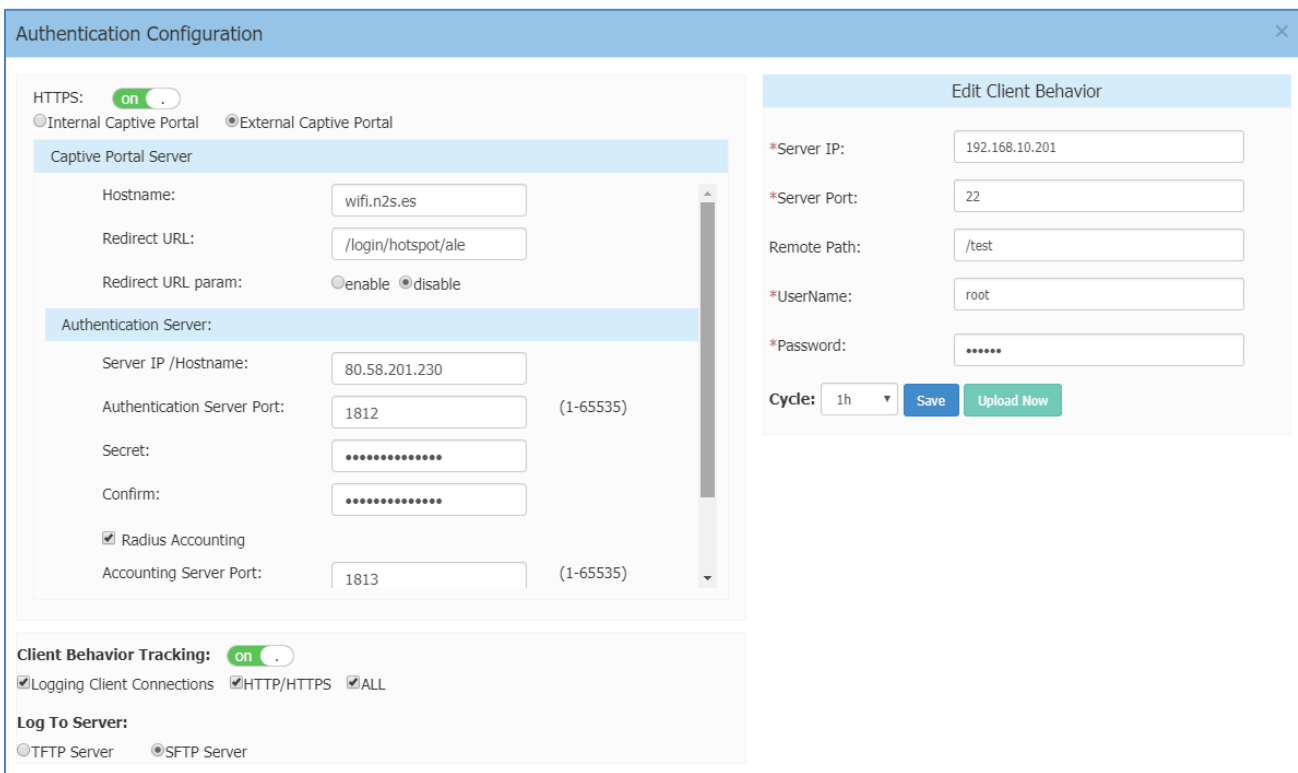 Authentication Configuration
HTTPS: on
Internal Captive Portal External Captive Portal
Captive Portal Server
Hostname: wifi.n2s.es
Redirect URL: /login/hotspot/ale
Redirect URL param: enable disable
Authentication Server:
Server IP /Hostname: 80.58.201.230
Authentication Server Port: 1812 (1-65535)
Secret: ••••••••••••••
Confirm: ••••••••••••••
Radius Accounting
Accounting Server Port: 1813 (1-65535)
Client Behavior Tracking: on
Logging Client Connections HTTP/HTTPS ALL
Log To Server:
TFTP Server SFTP Server
Edit Client Behavior
*Server IP: 192.168.10.201
*Server Port: 22
Remote Path: /test
*UserName: root
*Password: ••••••
Cycle: 1h Save Upload Now